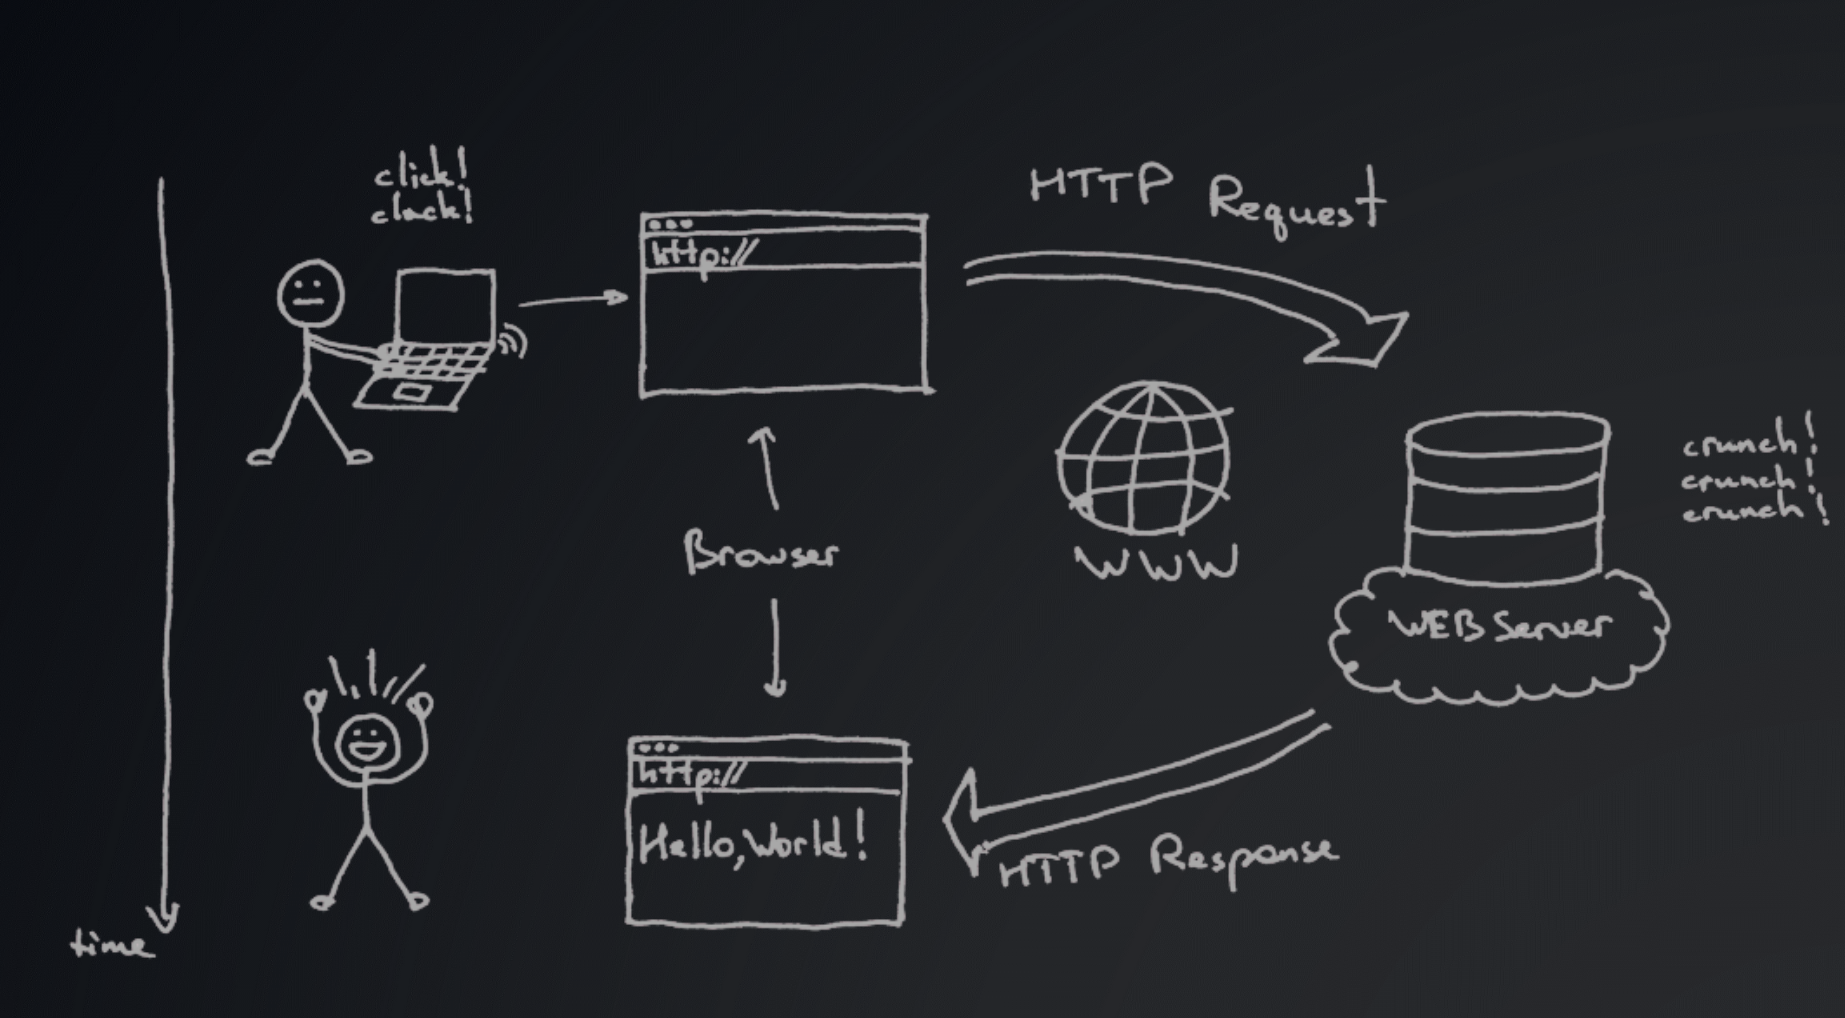 click!
clack!
http://
HTTP Request
Browser
WWW
crunch!
crunch!
crunch!
WEB Server
http://
Hello, World!
HTTP Response
time